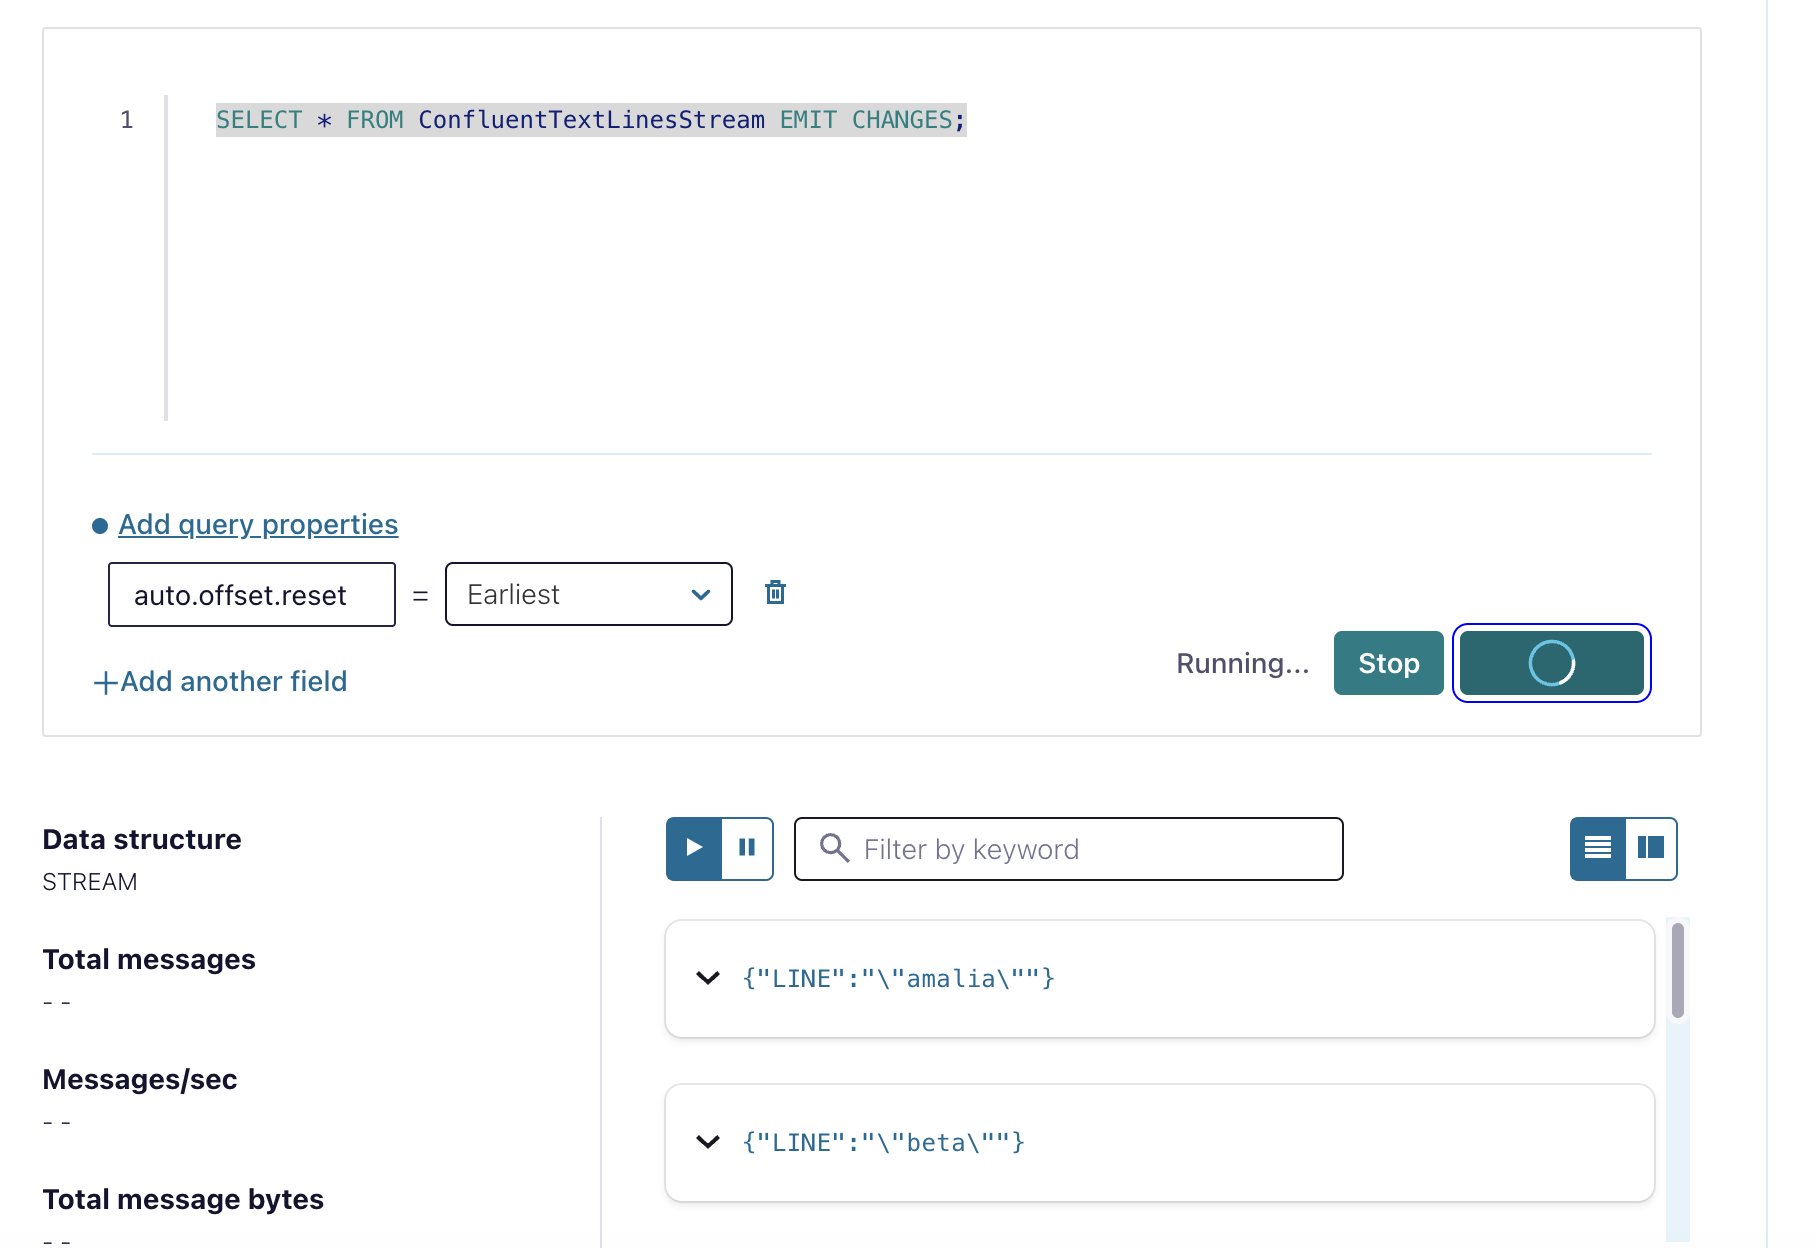 1
SELECT * FROM ConfluentTextLinesStream EMIT CHANGES;
Add query properties
auto.offset.reset = Earliest
+Add another field
Running...
Stop
Data structure
STREAM
Total messages
- -
Messages/sec
- -
Total message bytes
- -
Filter by keyword
{"LINE":"\"amalia\""}
{"LINE":"\"beta\""}